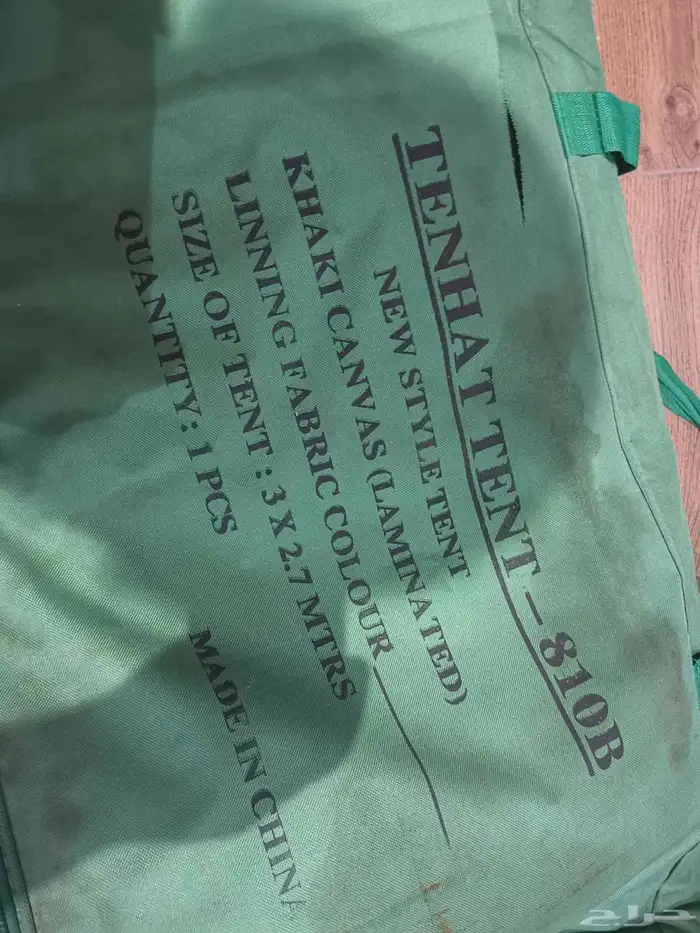 TENHAT TENT – 810B
NEW STYLE TENT
KHAKI CANVAS (LAMINATED)
LINNING FABRIC COLOUR
SIZE OF TENT : 3 X 2.7 MTRS
QUANTITY : 1 PCS
MADE IN CHINA
حراج